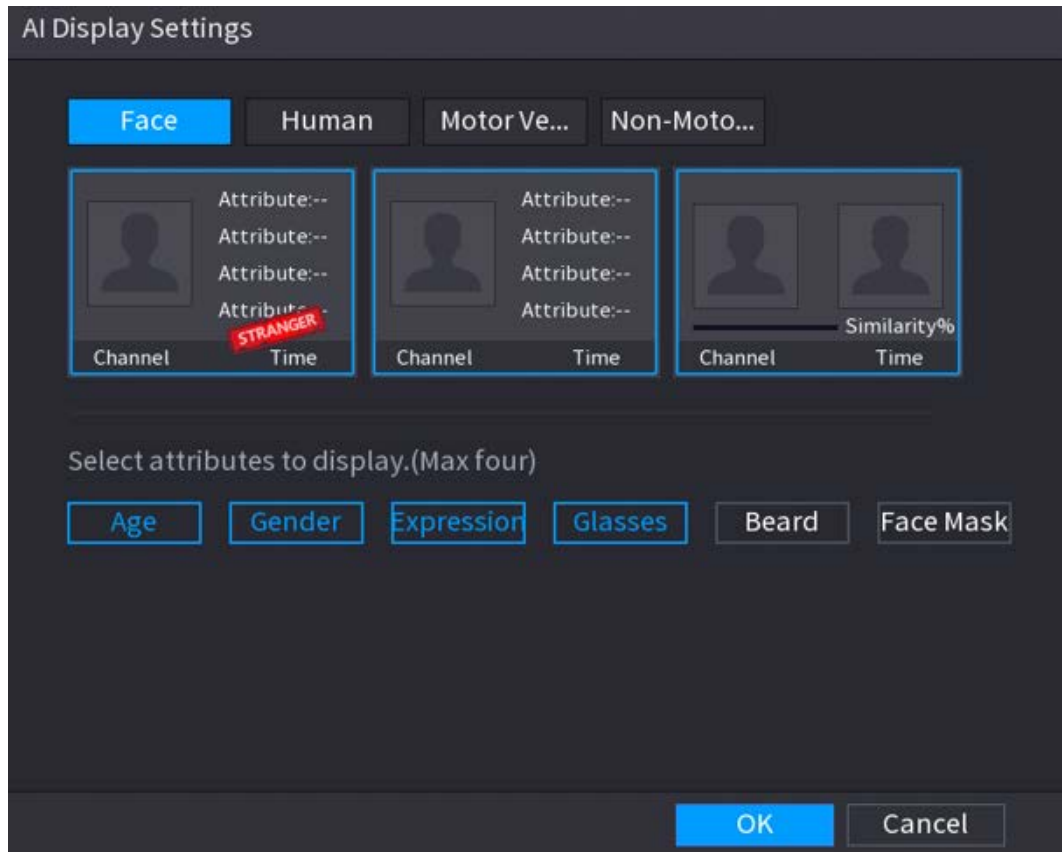 AI Display Settings
Face Human Motor Ve... Non-Moto...
Attribute:-- Attribute:--
Attribute:-- Attribute:--
Attribute:-- Attribute:--
Attribute:-- Attribute:--
STRANGER Similarity%
Channel Time Channel Time Channel Time
Select attributes to display.(Max four)
Age Gender Expression Glasses Beard Face Mask
OK Cancel